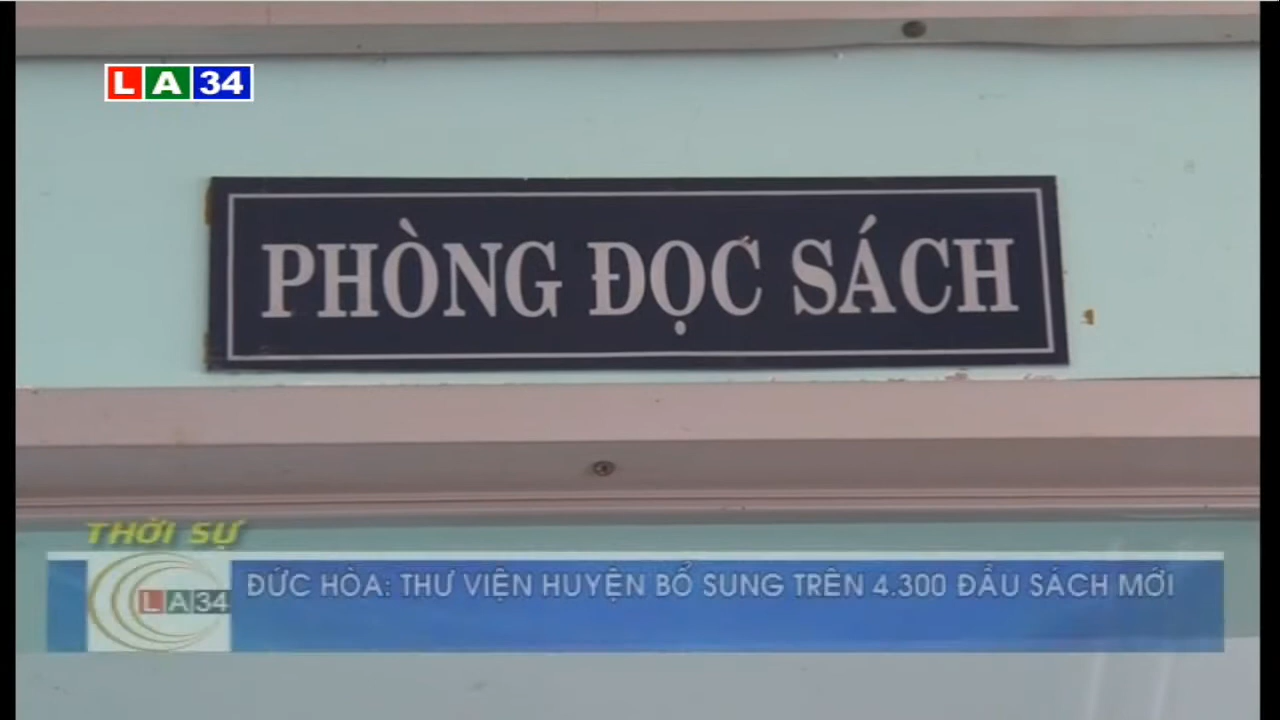 LA34
PHÒNG ĐỌC SÁCH
THỜI SỰ
LA34
ĐỨC HÒA: THƯ VIỆN HUYỆN BỔ SUNG TRÊN 4.300 ĐẦU SÁCH MỚI